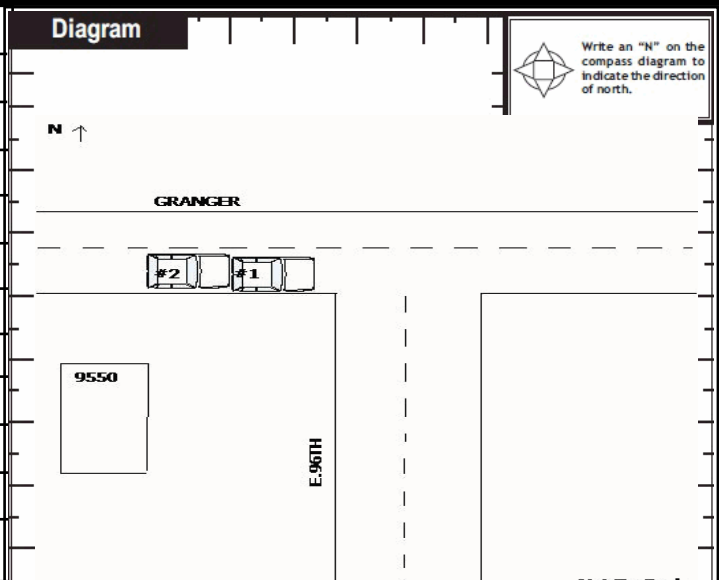 Diagram
Write an "N" on the
compass diagram to
indicate the direction
of north.
N
GRANGER
#2 #1
9550
E.96TH